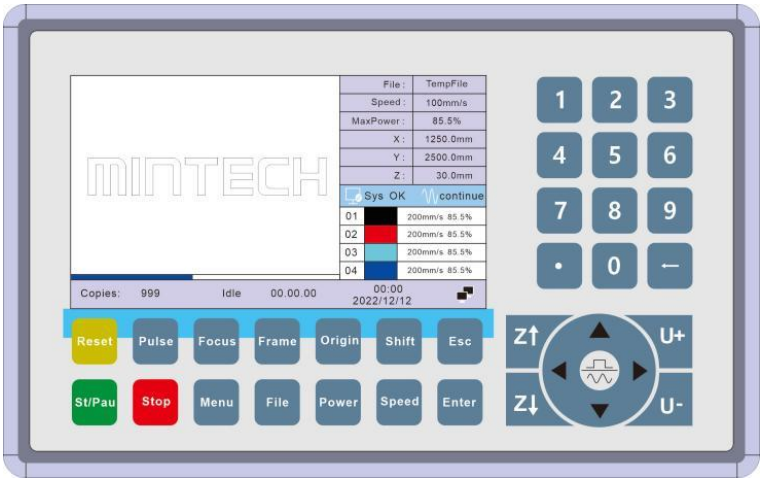 File: TempFile
Speed: 100mm/s
MaxPower: 85.5%
X: 1250.0mm
Y: 2500.0mm
Z: 30.0mm
MINTECH
Sys OK continue
01 200mm/s 85.5%
02 200mm/s 85.5%
03 200mm/s 85.5%
04 200mm/s 85.5%
Copies: 999 Idle 00.00.00 00:00
2022/12/12
Reset Pulse Focus Frame Origin Shift Esc
St/Pau Stop Menu File Power Speed Enter
1 2 3
4 5 6
7 8 9
. 0 ←
Z↑ U+
Z↓ U-